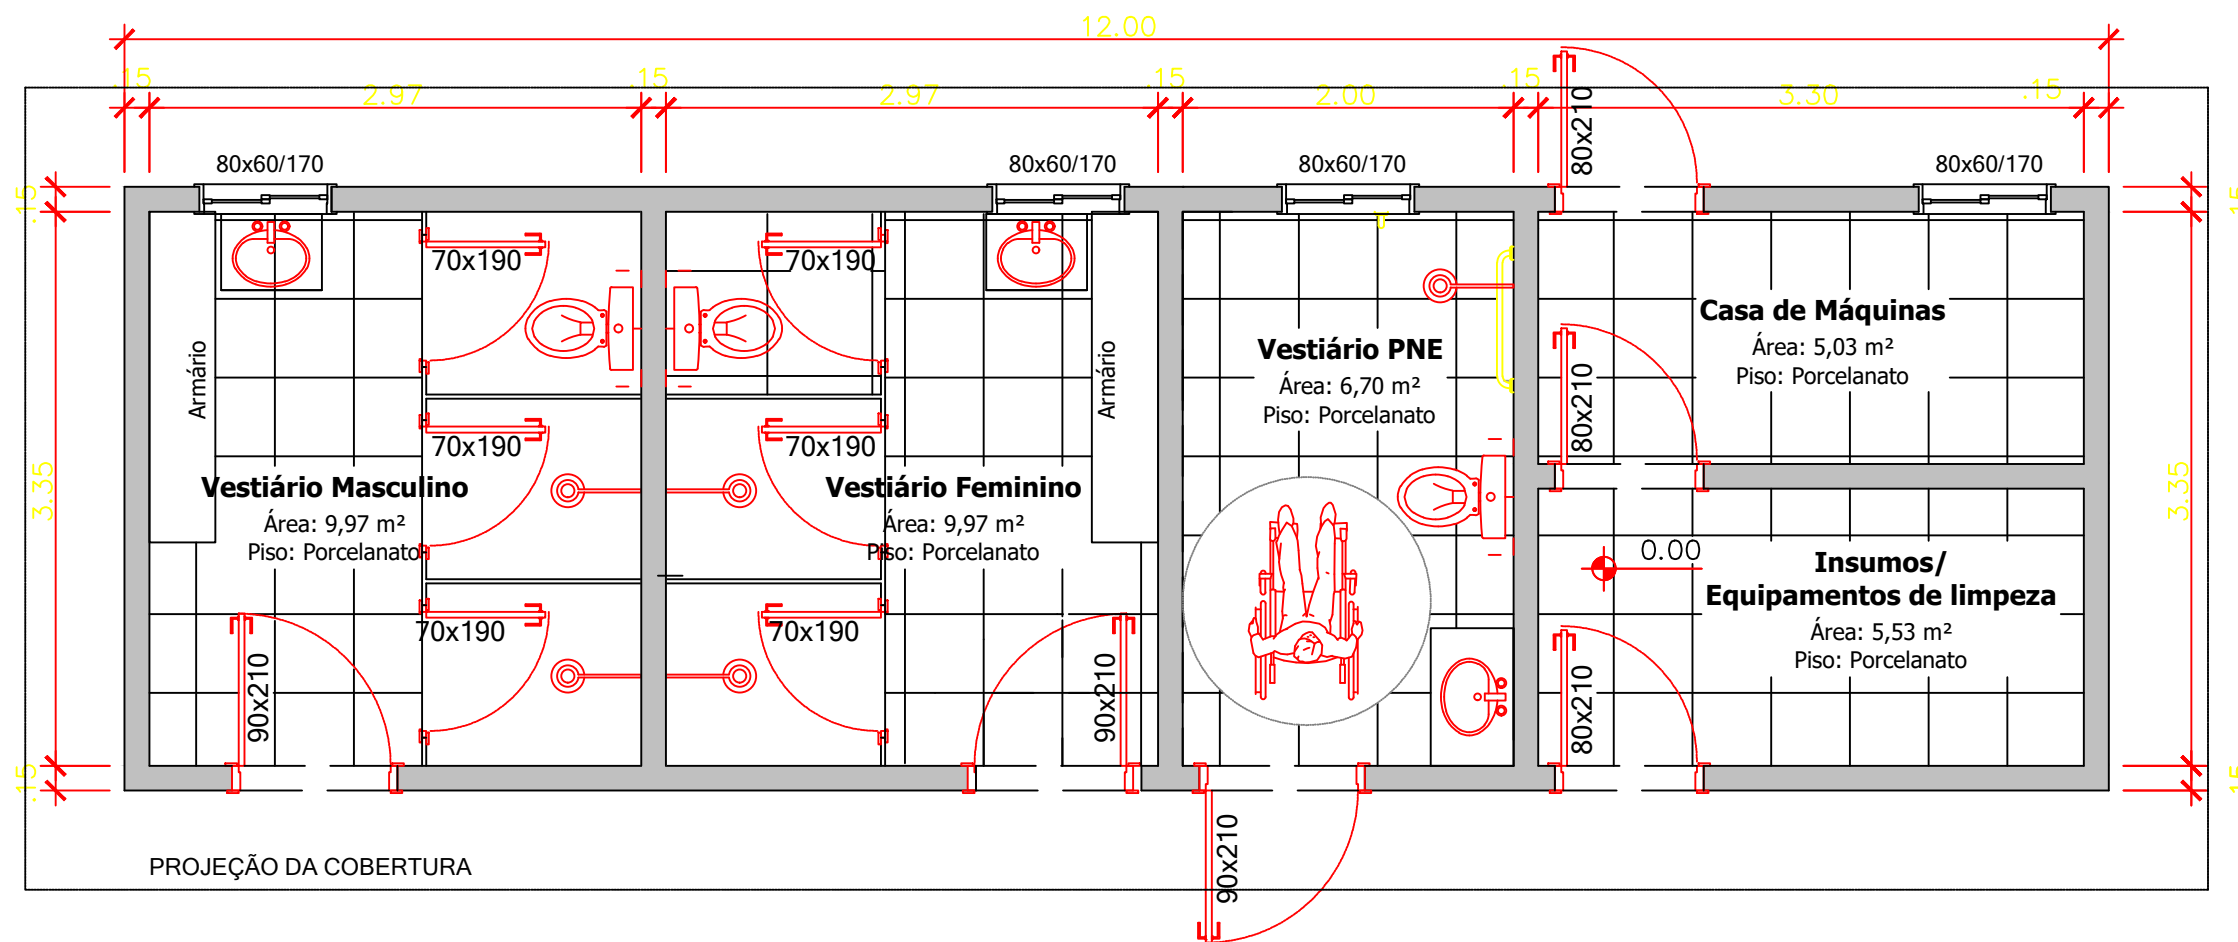 12.00
.15
2.97
.15
2.97
.15
2.00
.15
3.30
.15
80x60/170
80x60/170
80x60/170
80x210
80x60/170
.15
.15
70x190
70x190
Armário
Armário
Vestiário PNE
Área: 6,70 m²
Piso: Porcelanato
Casa de Máquinas
Área: 5,03 m²
Piso: Porcelanato
80x210
70x190
70x190
3.35
3.35
Vestiário Masculino
Área: 9,97 m²
Piso: Porcelanato
Vestiário Feminino
Área: 9,97 m²
Piso: Porcelanato
0.00
Insumos/
Equipamentos de limpeza
Área: 5,53 m²
Piso: Porcelanato
70x190
70x190
90x210
90x210
80x210
.15
.15
90x210
PROJEÇÃO DA COBERTURA